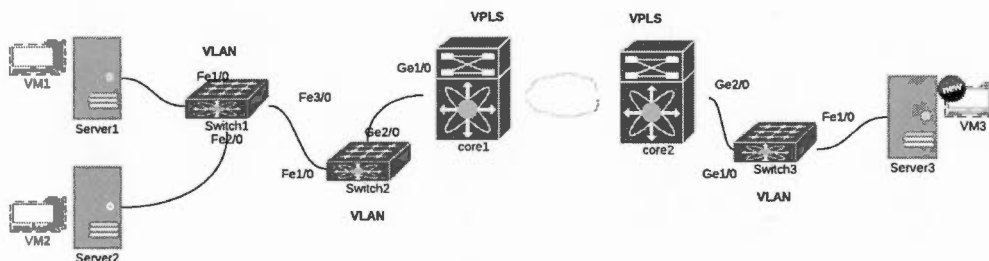 VPLS
VPLS
VLAN
VM1
Server1
Fe1/0
Switch1
Fe2/0
Fe3/0
Ge1/0
core1
Ge2/0
Fe1/0
Switch2
VLAN
VM2
Server2
core2
Ge2/0
Fe1/0
Switch3
Ge1/0
VLAN
Server3
new
VM3